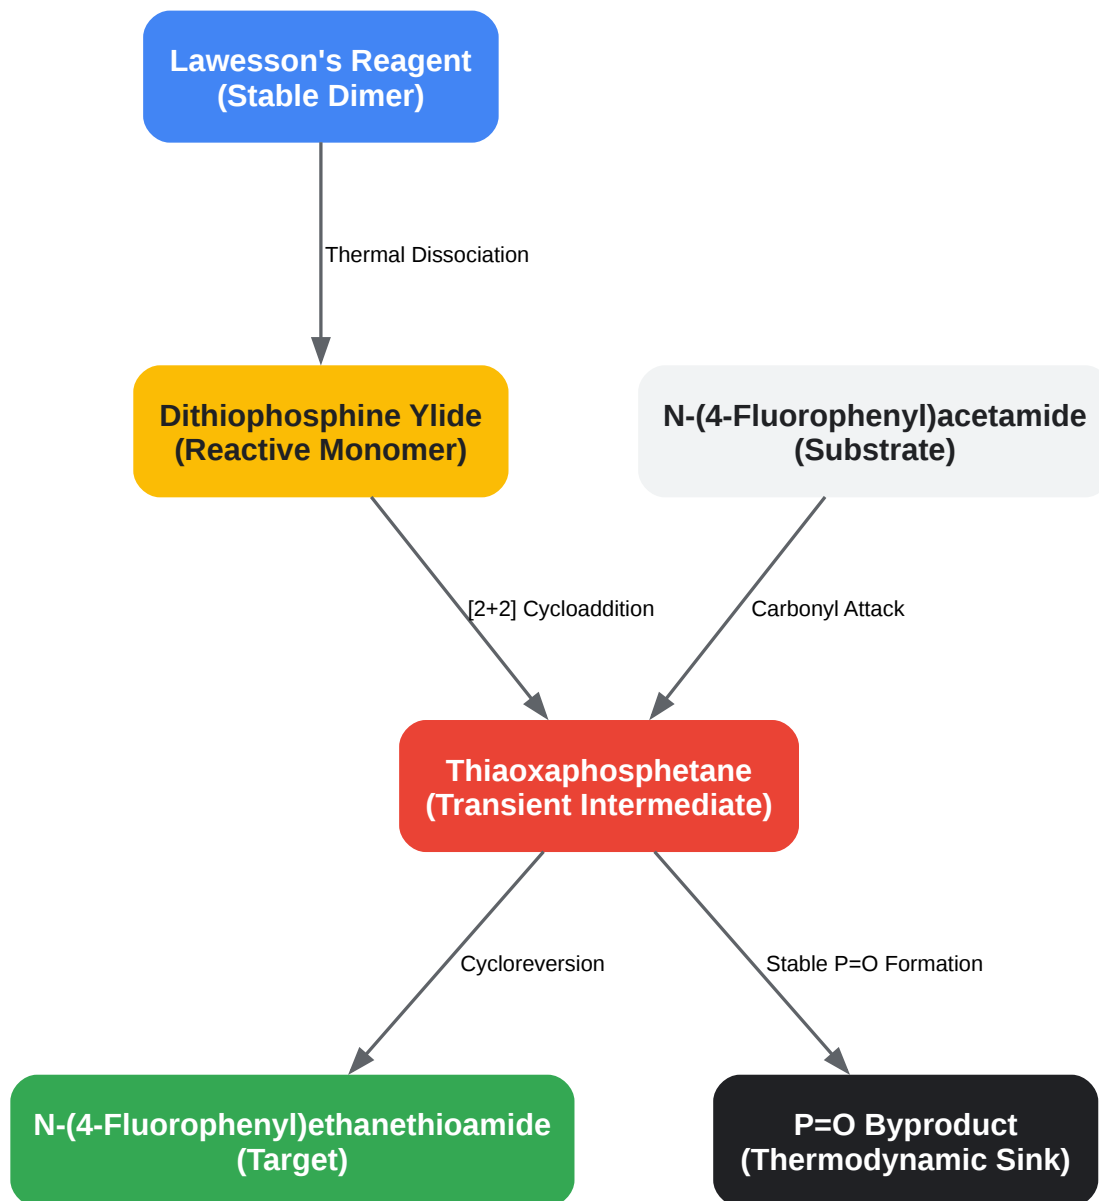 Lawesson's Reagent
(Stable Dimer)
Thermal Dissociation
Dithiophosphine Ylide
(Reactive Monomer)
N-(4-Fluorophenyl)acetamide
(Substrate)
[2+2] Cycloaddition
Carbonyl Attack
Thiaoxaphosphetane
(Transient Intermediate)
Cycloreversion
Stable P=O Formation
N-(4-Fluorophenyl)ethanethioamide
(Target)
P=O Byproduct
(Thermodynamic Sink)